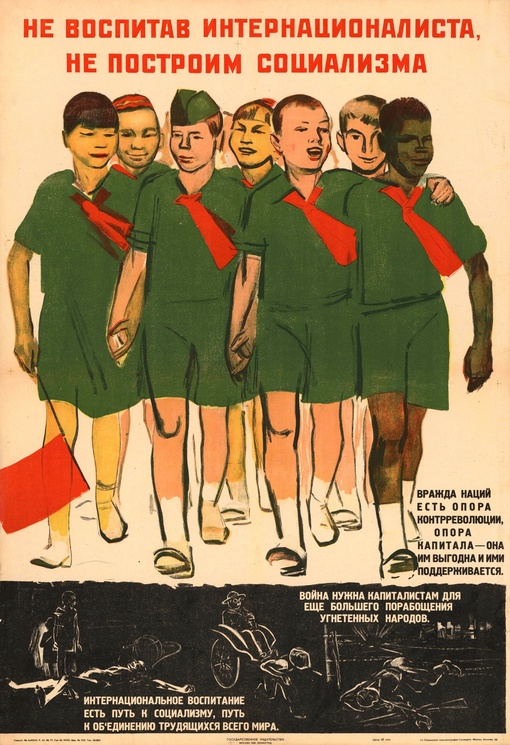 НЕ ВОСПИТАВ ИНТЕРНАЦИОНАЛИСТА,
НЕ ПОСТРОИМ СОЦИАЛИЗМА
ВРАЖДА НАЦИЙ
ЕСТЬ ОПОРА
КОНТРРЕВОЛЮЦИИ,
ОПОРА
КАПИТАЛА—ОНА
ИМ ВЫГОДНА И ИМИ
ПОДДЕРЖИВАЕТСЯ.
ВОЙНА НУЖНА КАПИТАЛИСТАМ ДЛЯ
ЕЩЕ БОЛЬШЕГО ПОРАБОЩЕНИЯ
УГНЕТЕННЫХ НАРОДОВ.
ИНТЕРНАЦИОНАЛЬНОЕ ВОСПИТАНИЕ
ЕСТЬ ПУТЬ К СОЦИАЛИЗМУ, ПУТЬ
К ОБ'ЕДИНЕНИЮ ТРУДЯЩИХСЯ ВСЕГО МИРА.
ГОСУДАРСТВЕННОЕ ИЗДАТЕЛЬСТВО